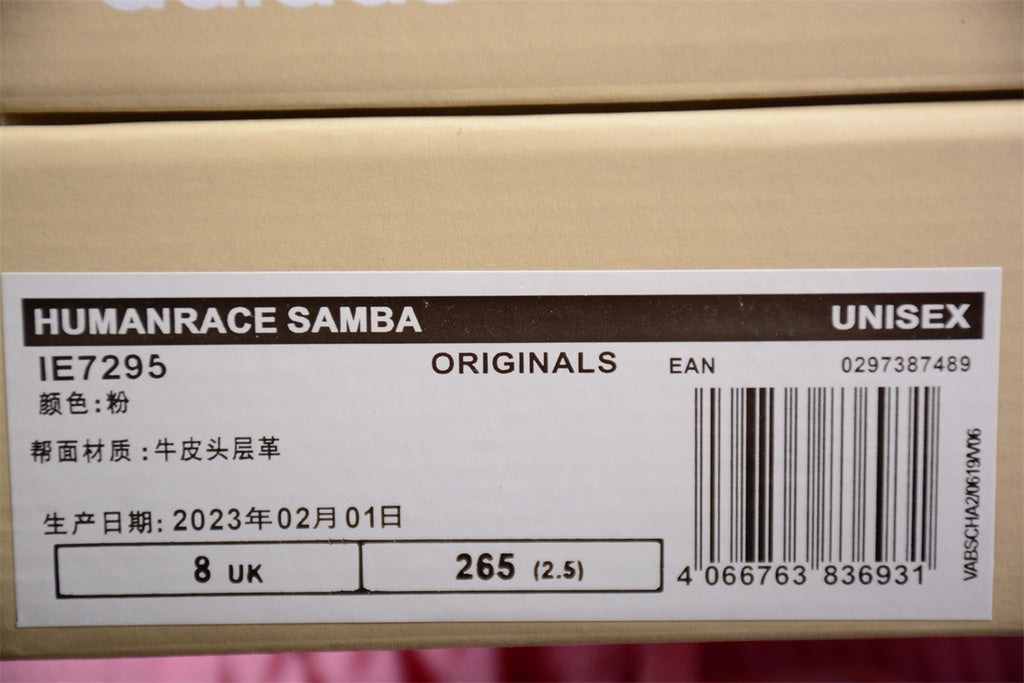 adidas
HUMANRACE SAMBA UNISEX
IE7295 ORIGINALS EAN 0297387489
颜色:粉
帮面材质:牛皮头层革
生产日期:2023年02月01日
8 UK 265 (2.5)
4 066763 836931
VABSCHA2/0619/V/06